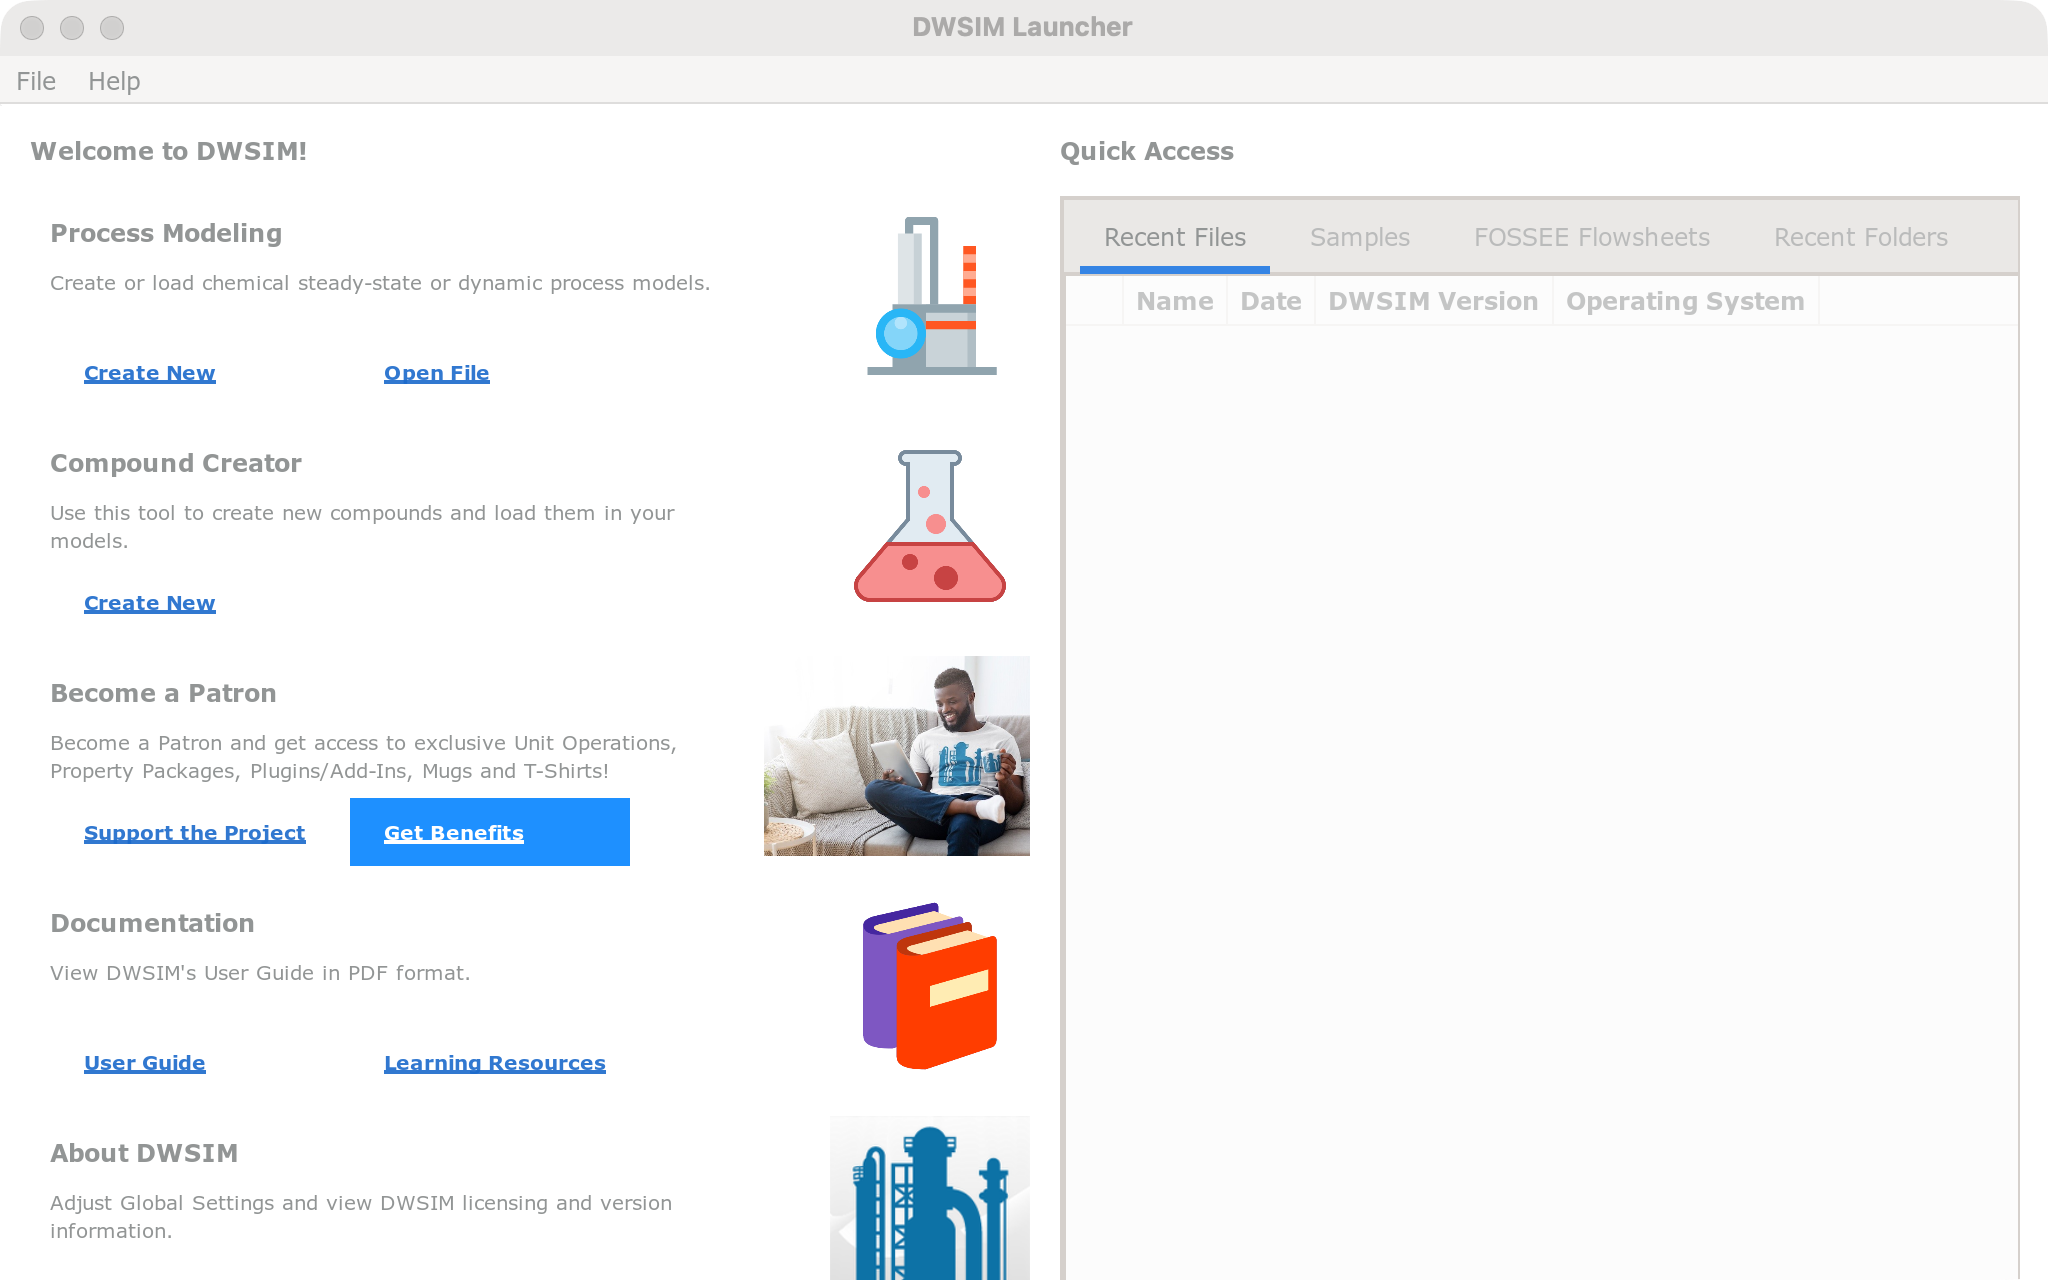 DWSIM Launcher
File Help
Welcome to DWSIM!
Process Modeling
Create or load chemical steady-state or dynamic process models.
Create New Open File
Compound Creator
Use this tool to create new compounds and load them in your
models.
Create New
Become a Patron
Become a Patron and get access to exclusive Unit Operations,
Property Packages, Plugins/Add-Ins, Mugs and T-Shirts!
Support the Project Get Benefits
Documentation
View DWSIM's User Guide in PDF format.
User Guide Learning Resources
About DWSIM
Adjust Global Settings and view DWSIM licensing and version
information.
Quick Access
Recent Files Samples FOSSEE Flowsheets Recent Folders
Name Date DWSIM Version Operating System